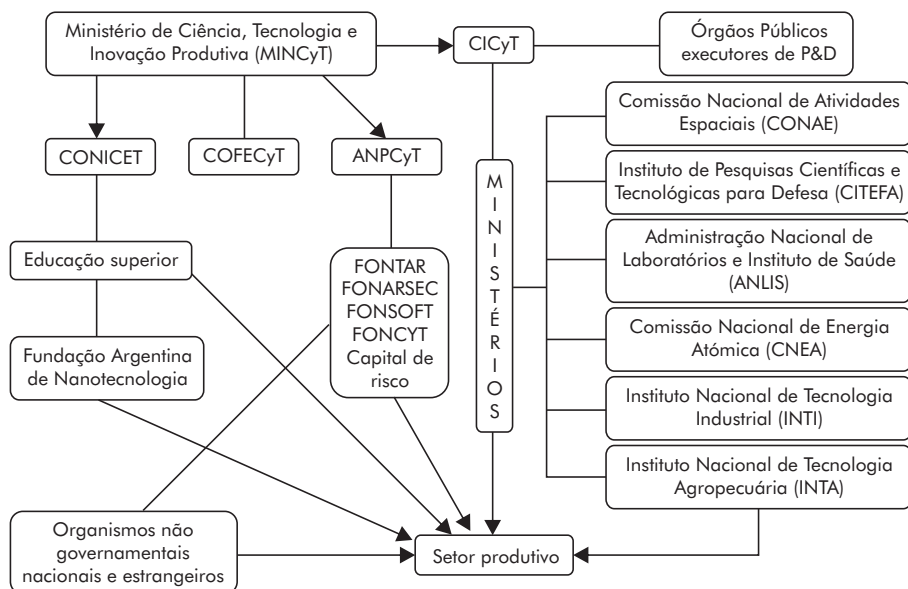 Ministério de Ciência, Tecnologia e
Inovação Produtiva (MINCyT)
CICyT
Órgãos Públicos
executores de P&D
CONICET
COFECyT
ANPCyT
MINISTÉRIOS
Comissão Nacional de Atividades
Espaciais (CONAE)
Instituto de Pesquisas Científicas e
Tecnológicas para Defesa (CITEFA)
Administração Nacional de
Laboratórios e Instituto de Saúde
(ANLIS)
Comissão Nacional de Energia
Atómica (CNEA)
Instituto Nacional de Tecnologia
Industrial (INTI)
Instituto Nacional de Tecnologia
Agropecuária (INTA)
Educação superior
FONTAR
FONARSEC
FONSOFT
FONCYT
Capital de
risco
Fundação Argentina
de Nanotecnologia
Organismos não
governamentais
nacionais e estrangeiros
Setor produtivo